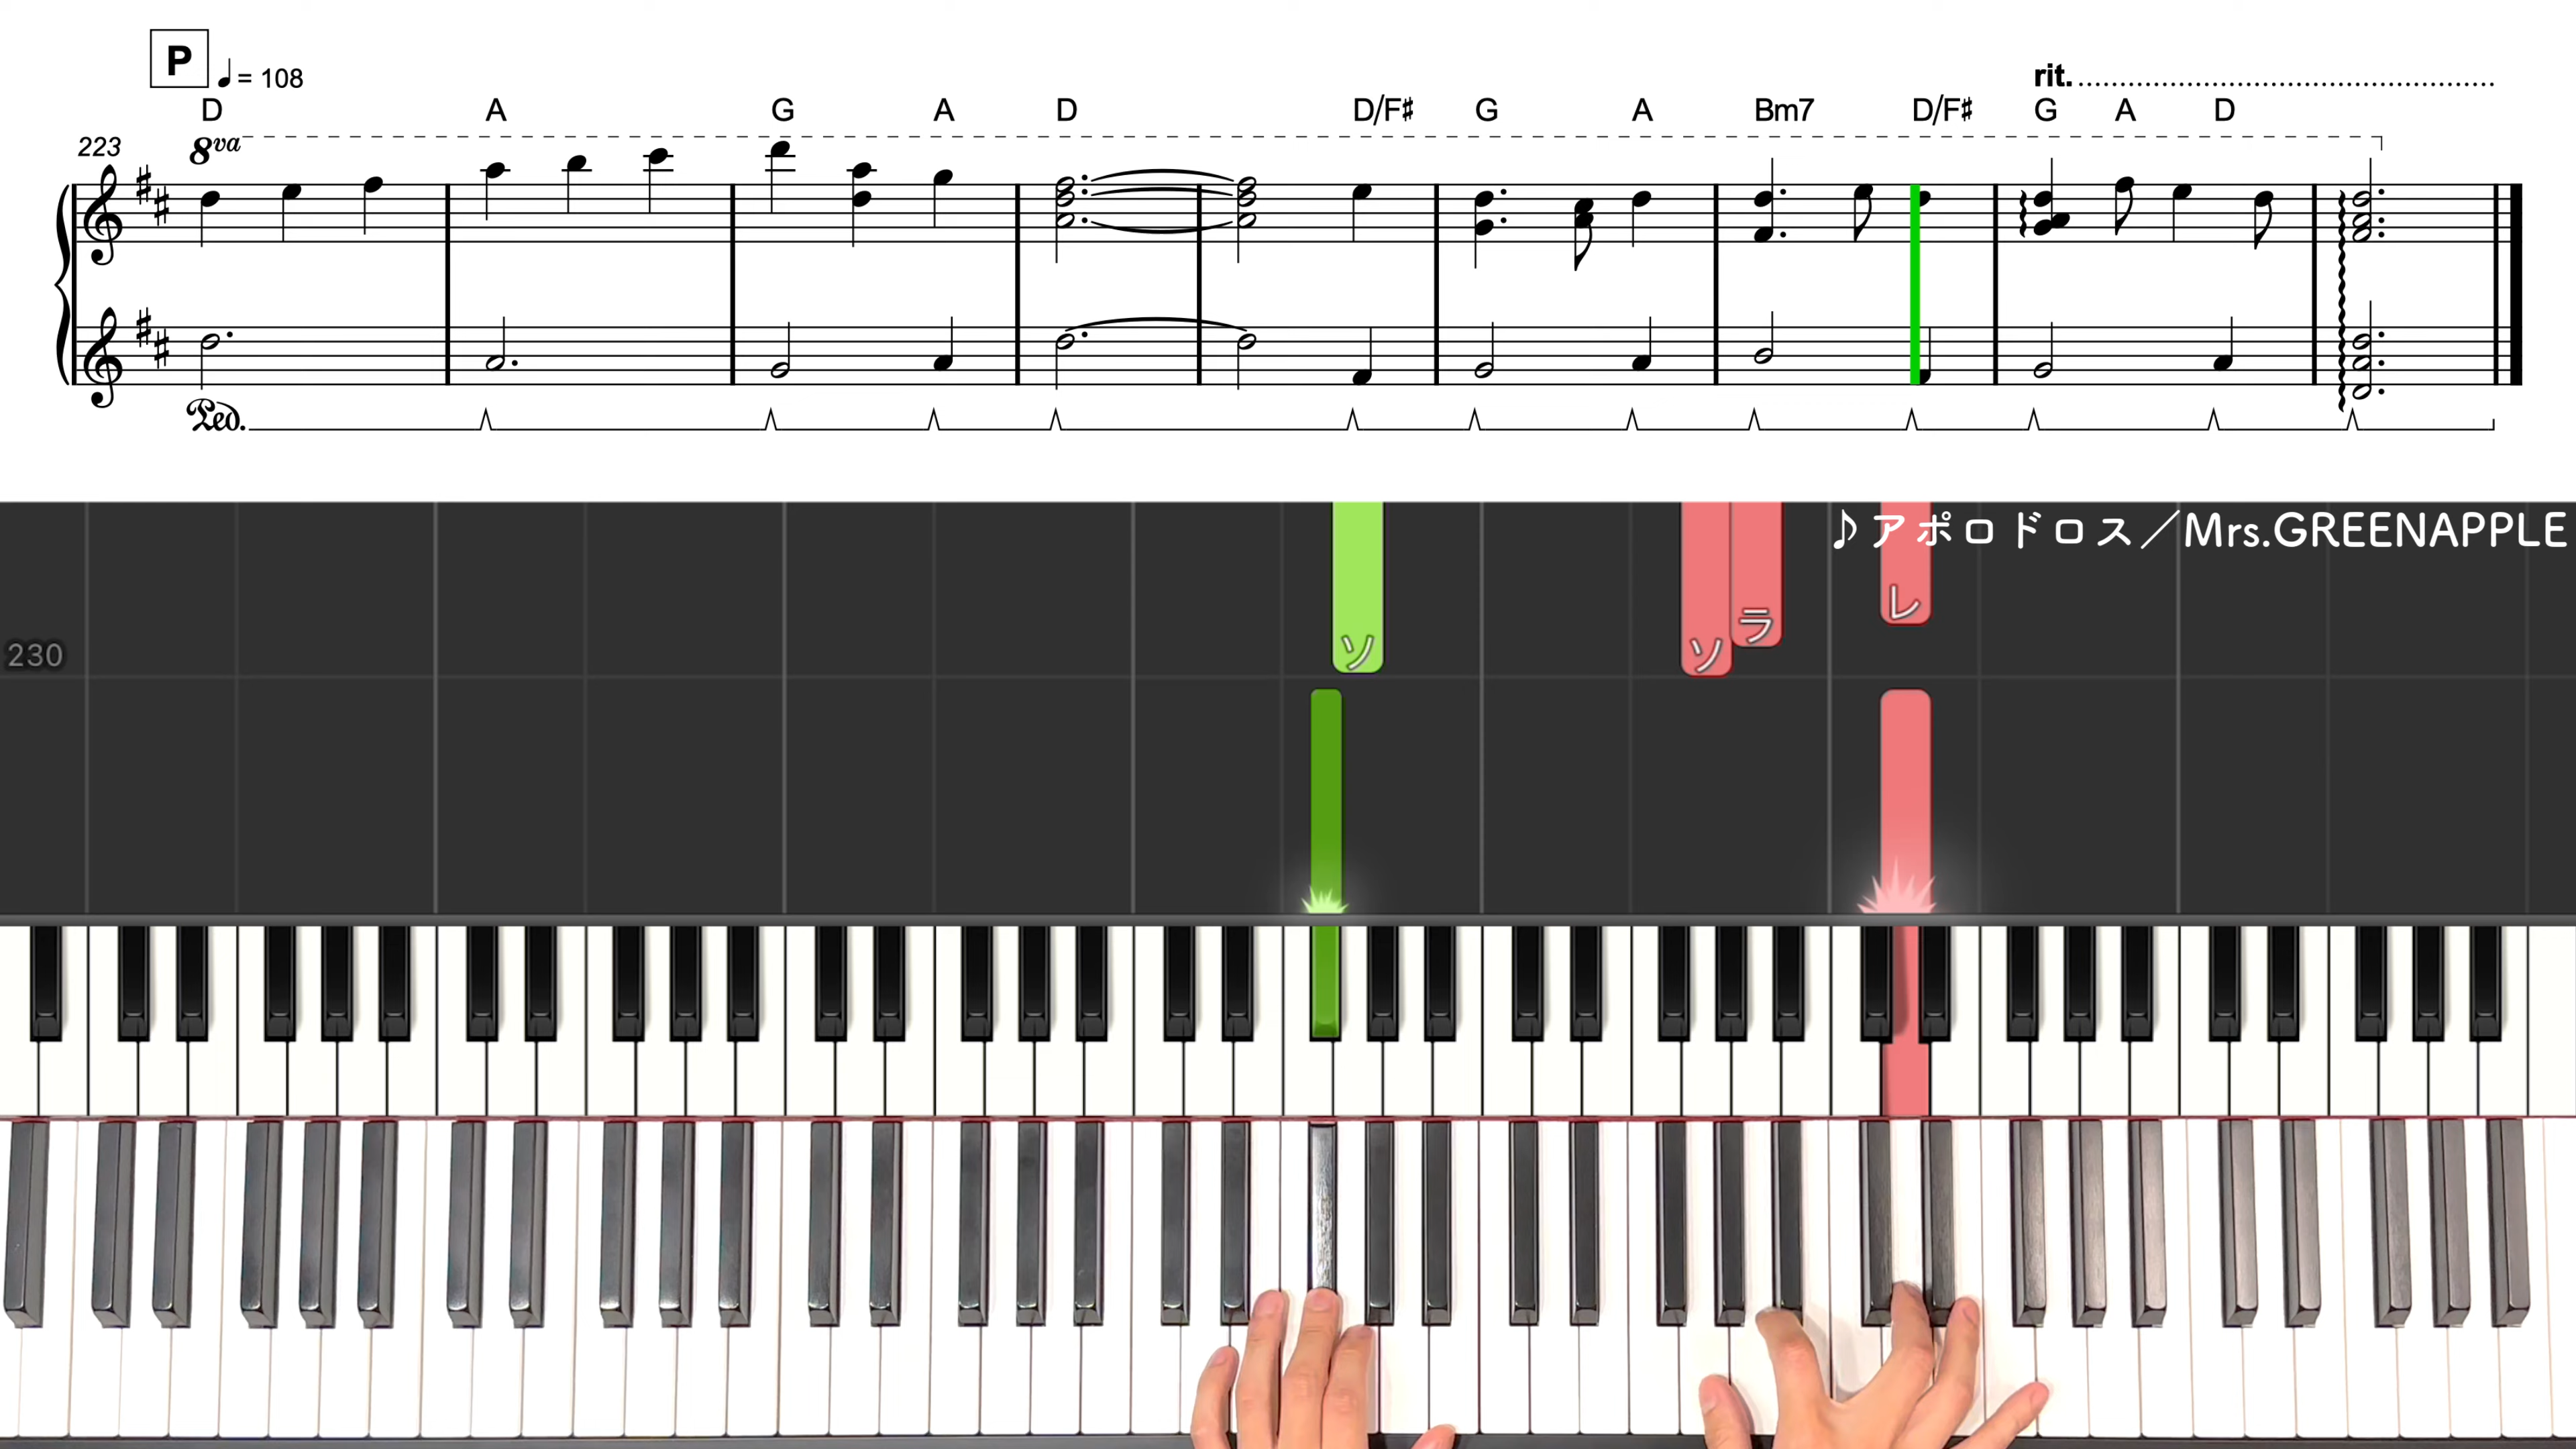 P
♩= 108
rit.
D A G A D D/F♯ G A Bm7 D/F♯ G A D
223
8va
Ped.
♪アポロドロス／Mrs.GREENAPPLE
レ
ラ
ソ ソ
230